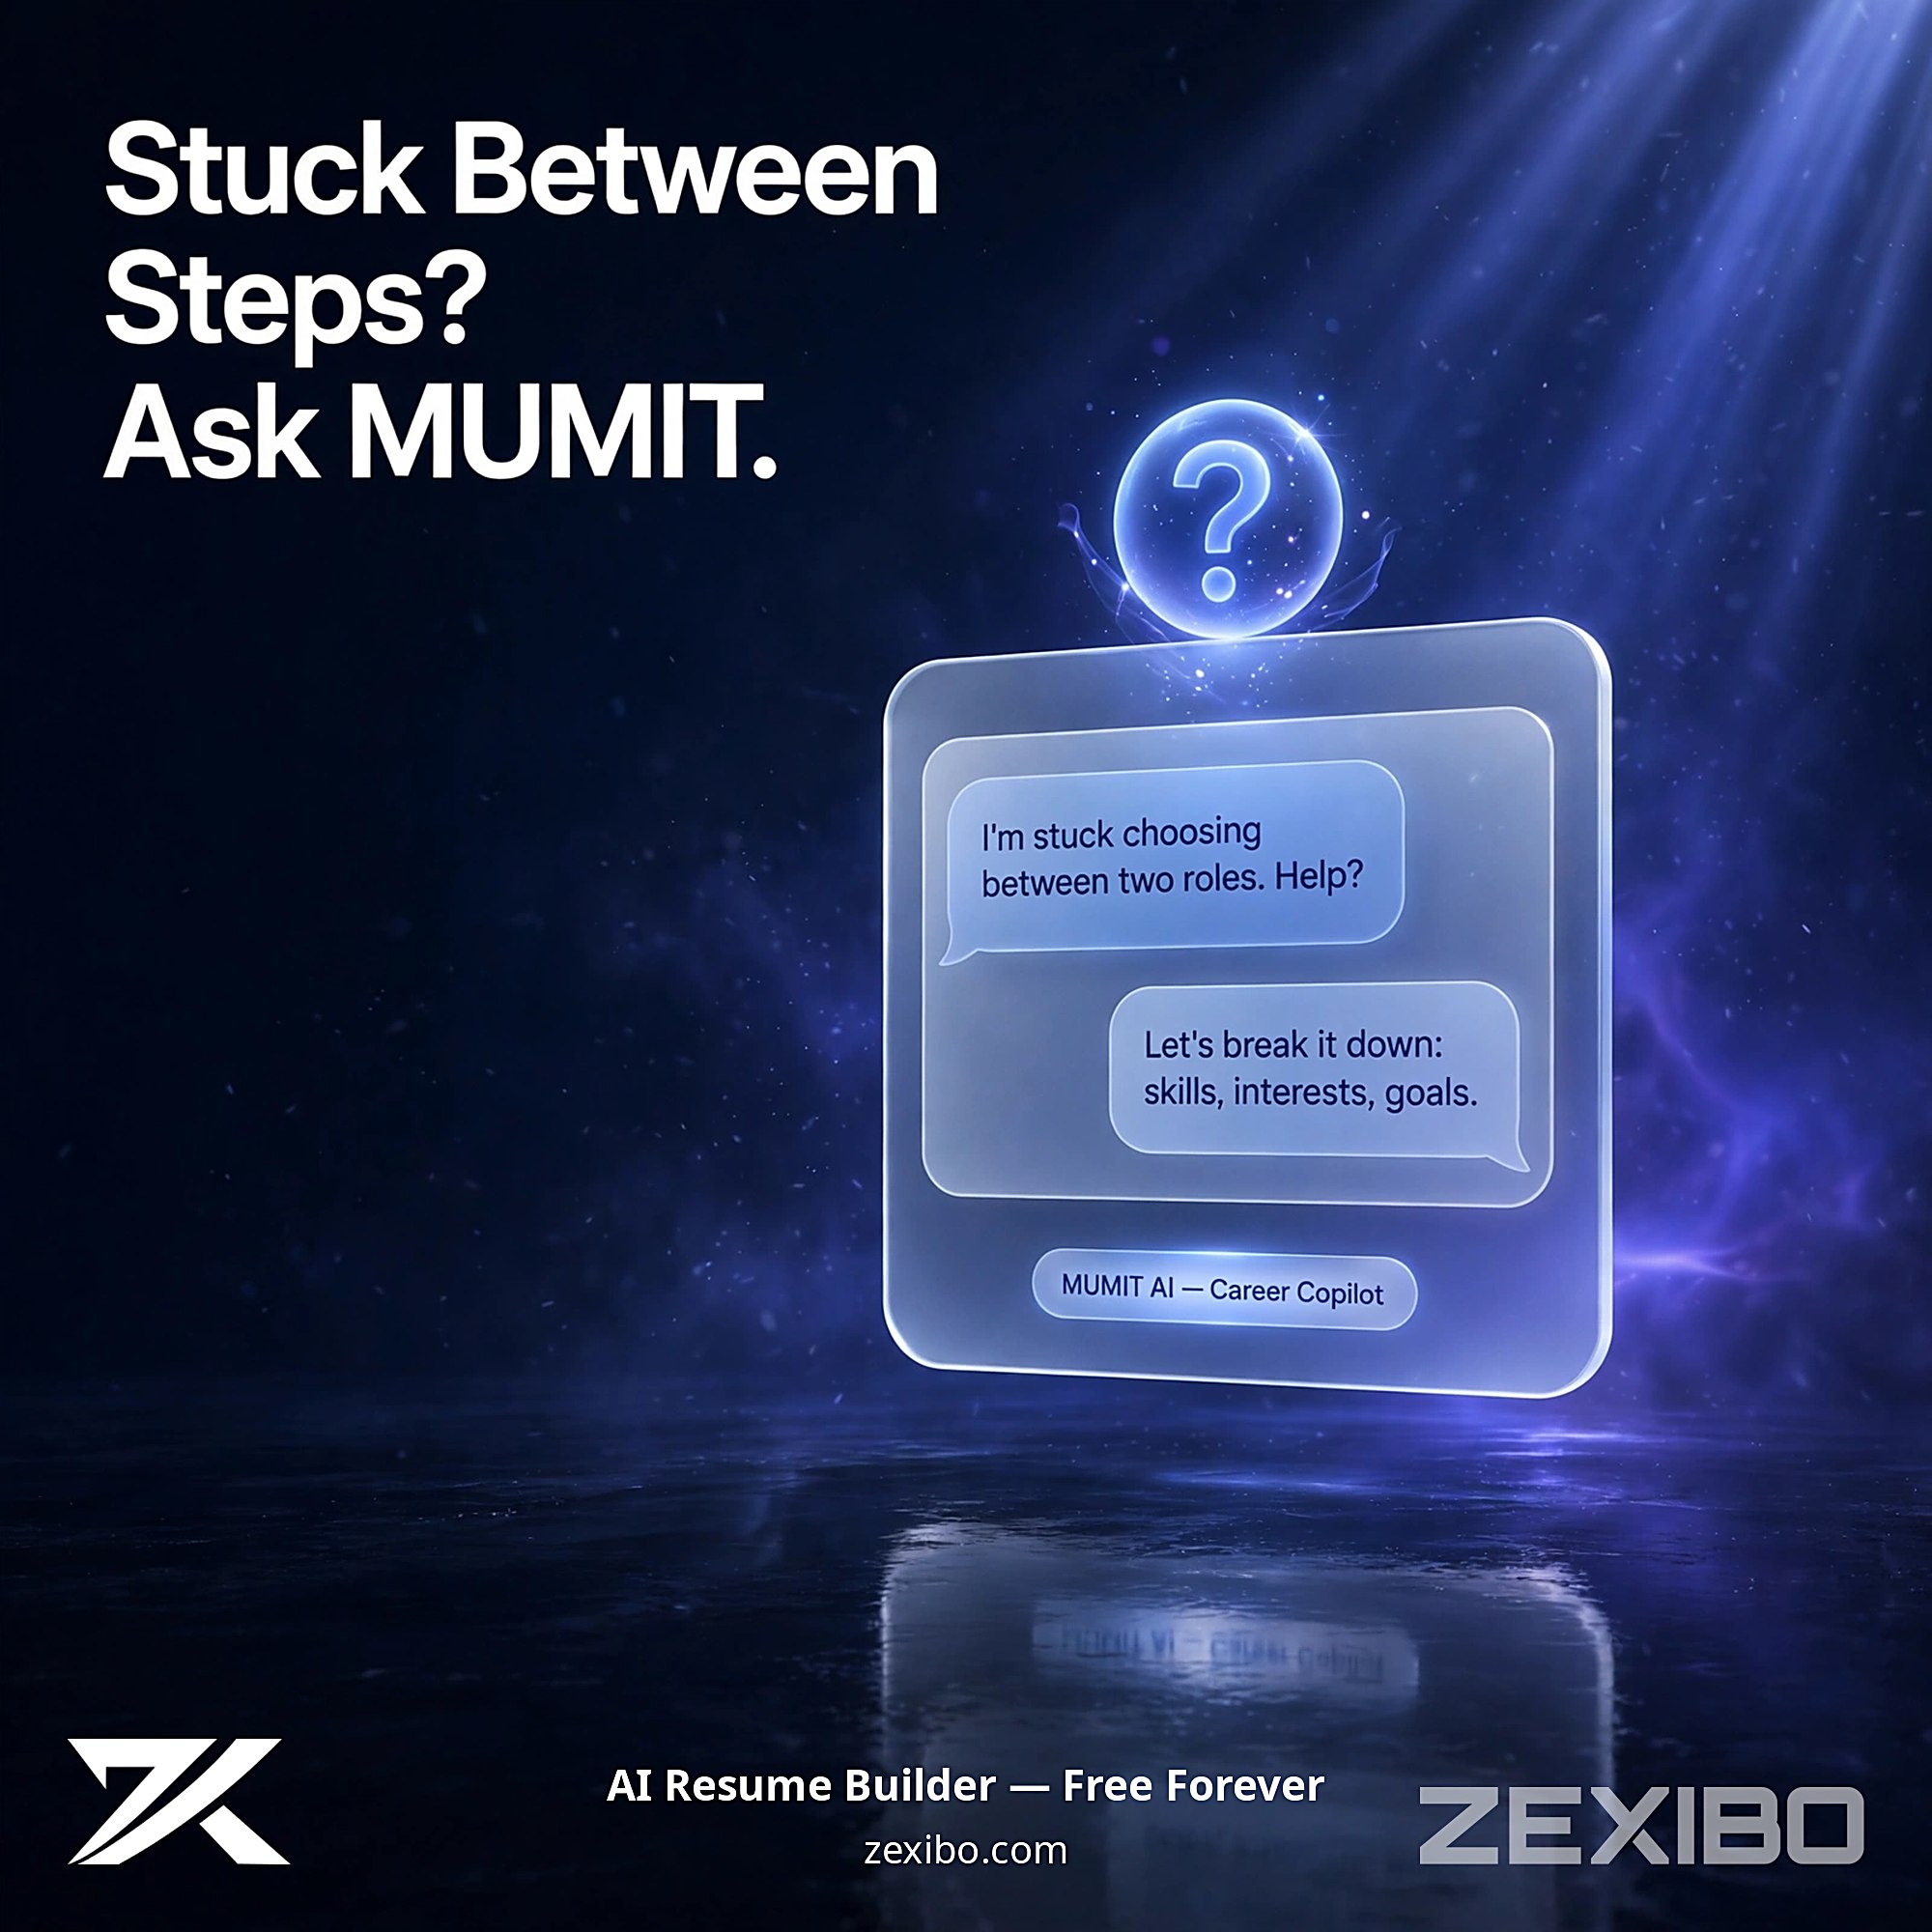 Stuck Between
Steps?
Ask MUMIT.
?
I'm stuck choosing
between two roles. Help?
Let's break it down:
skills, interests, goals.
MUMIT AI — Career Copilot
AI Resume Builder — Free Forever
zexibo.com
ZEXIBO